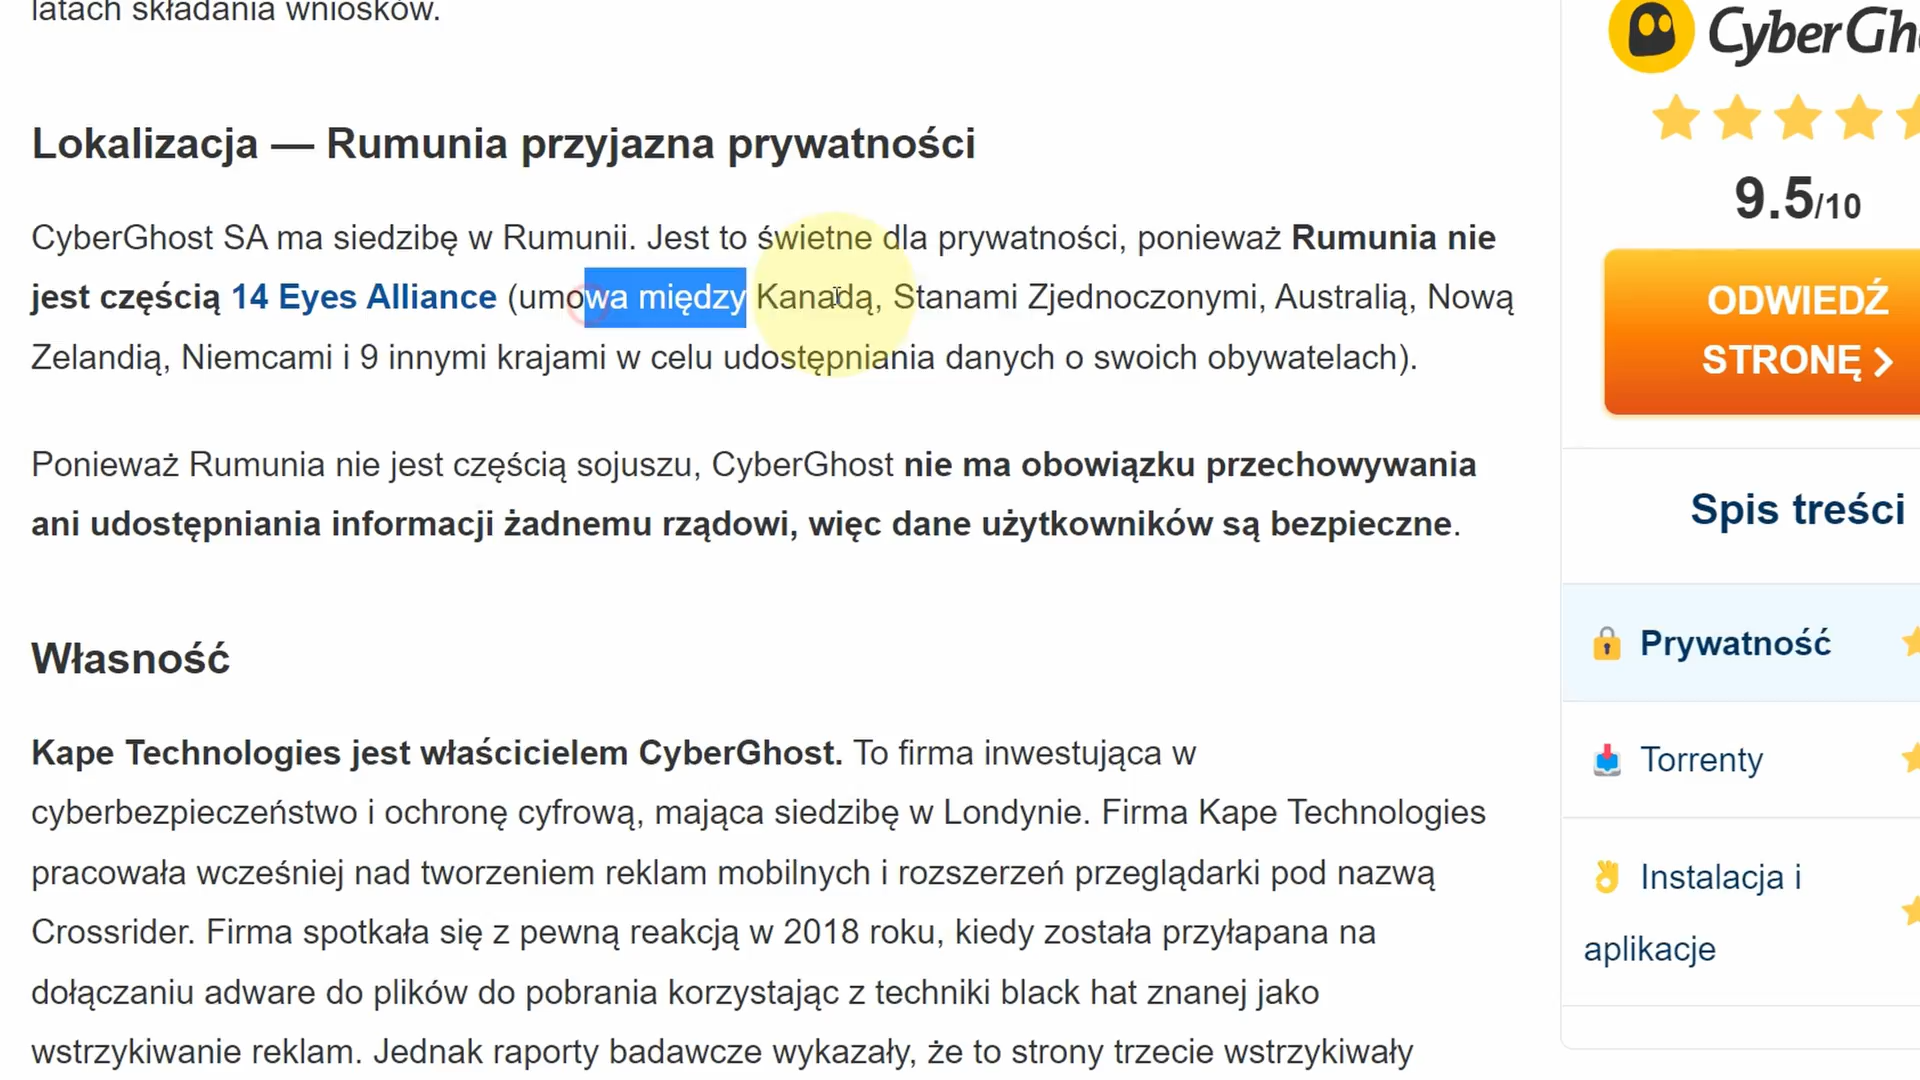 latach składania wniosków.
Lokalizacja — Rumunia przyjazna prywatności
CyberGhost SA ma siedzibę w Rumunii. Jest to świetne dla prywatności, ponieważ Rumunia nie
jest częścią 14 Eyes Alliance (umowa między Kanadą, Stanami Zjednoczonymi, Australią, Nową
Zelandią, Niemcami i 9 innymi krajami w celu udostępniania danych o swoich obywatelach).
Ponieważ Rumunia nie jest częścią sojuszu, CyberGhost nie ma obowiązku przechowywania
ani udostępniania informacji żadnemu rządowi, więc dane użytkowników są bezpieczne.
Własność
Kape Technologies jest właścicielem CyberGhost. To firma inwestująca w
cyberbezpieczeństwo i ochronę cyfrową, mająca siedzibę w Londynie. Firma Kape Technologies
pracowała wcześniej nad tworzeniem reklam mobilnych i rozszerzeń przeglądarki pod nazwą
Crossrider. Firma spotkała się z pewną reakcją w 2018 roku, kiedy została przyłapana na
dołączaniu adware do plików do pobrania korzystając z techniki black hat znanej jako
wstrzykiwanie reklam. Jednak raporty badawcze wykazały, że to strony trzecie wstrzykiwały
CyberGh
9.5/10
ODWIEDŹ
STRONĘ
Spis treści
Prywatność
Torrenty
Instalacja i
aplikacje